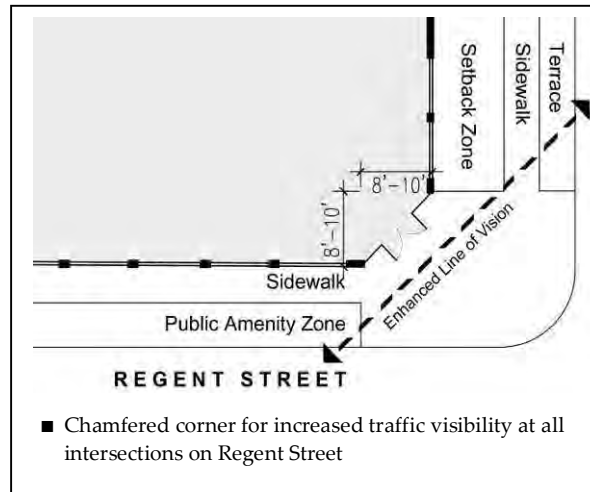 Setback Zone
Sidewalk
Terrace
8'-10'
8'-10'
Enhanced Line of Vision
Sidewalk
Public Amenity Zone
REGENT STREET
■ Chamfered corner for increased traffic visibility at all
intersections on Regent Street